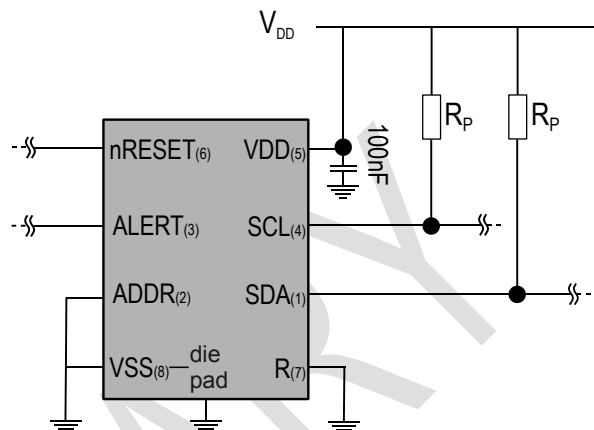 VDD
RP
RP
100nF
nRESET(6) VDD(5)
ALERT(3) SCL(4)
ADDR(2) SDA(1)
VSS(8) die pad R(7)